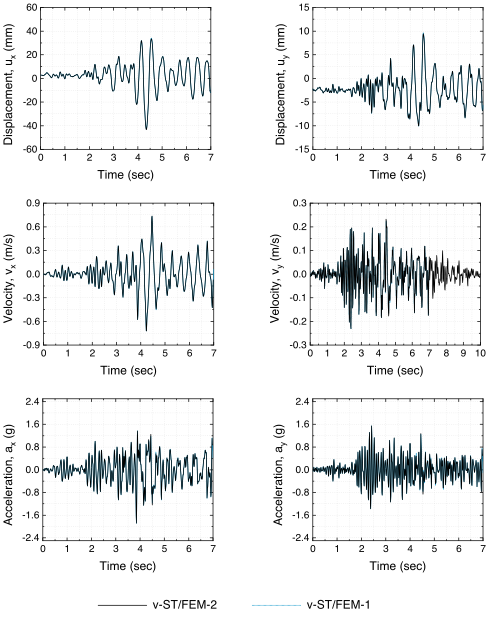 60
40
20
0
-20
-40
-60
Displacement, uₓ (mm)
0 1 2 3 4 5 6 7
Time (sec)
15
10
5
0
-5
-10
-15
Displacement, u_y (mm)
0 1 2 3 4 5 6 7
Time (sec)
0.9
0.6
0.3
0.0
-0.3
-0.6
-0.9
Velocity, vₓ (m/s)
0 1 2 3 4 5 6 7
Time (sec)
0.3
0.2
0.1
0.0
-0.1
-0.2
-0.3
Velocity, v_y (m/s)
0 1 2 3 4 5 6 7 8 9 10
Time (sec)
2.4
1.6
0.8
0.0
-0.8
-1.6
-2.4
Acceleration, aₓ (g)
0 1 2 3 4 5 6 7
Time (sec)
2.4
1.6
0.8
0.0
-0.8
-1.6
-2.4
Acceleration, a_y (g)
0 1 2 3 4 5 6 7
Time (sec)
v-ST/FEM-2
v-ST/FEM-1